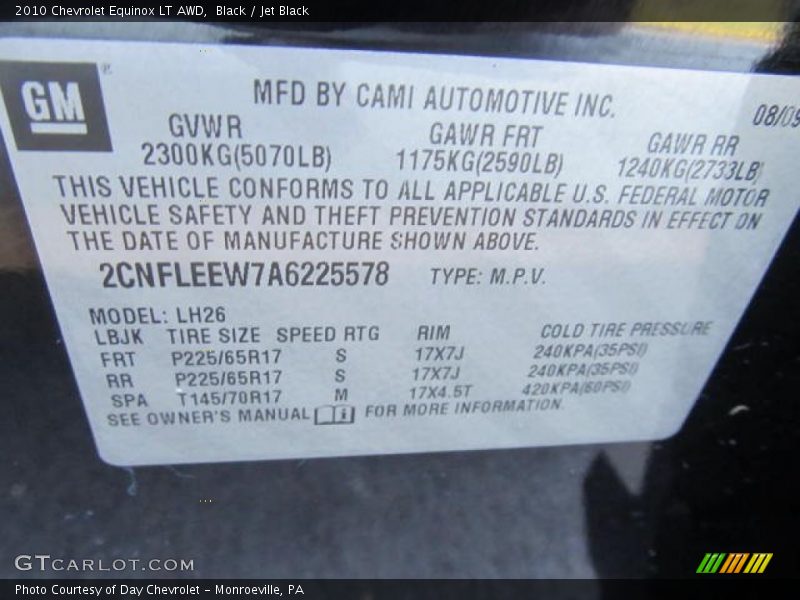 2010 Chevrolet Equinox LT AWD, Black / Jet Black
GM
MFD BY CAMI AUTOMOTIVE INC.
08/09
GVWR GAWR FRT GAWR RR
2300KG(5070LB) 1175KG(2590LB) 1240KG(2733LB)
THIS VEHICLE CONFORMS TO ALL APPLICABLE U.S. FEDERAL MOTOR
VEHICLE SAFETY AND THEFT PREVENTION STANDARDS IN EFFECT ON
THE DATE OF MANUFACTURE SHOWN ABOVE.
2CNFLEEW7A6225578 TYPE: M.P.V.
MODEL: LH26
LBJK TIRE SIZE SPEED RTG RIM COLD TIRE PRESSURE
FRT P225/65R17 S 17X7J 240KPA(35PSI)
RR P225/65R17 S 17X7J 240KPA(35PSI)
SPA T145/70R17 M 17X4.5T 420KPA(60PSI)
SEE OWNER'S MANUAL FOR MORE INFORMATION.
GTCARLOT.COM
Photo Courtesy of Day Chevrolet - Monroeville, PA